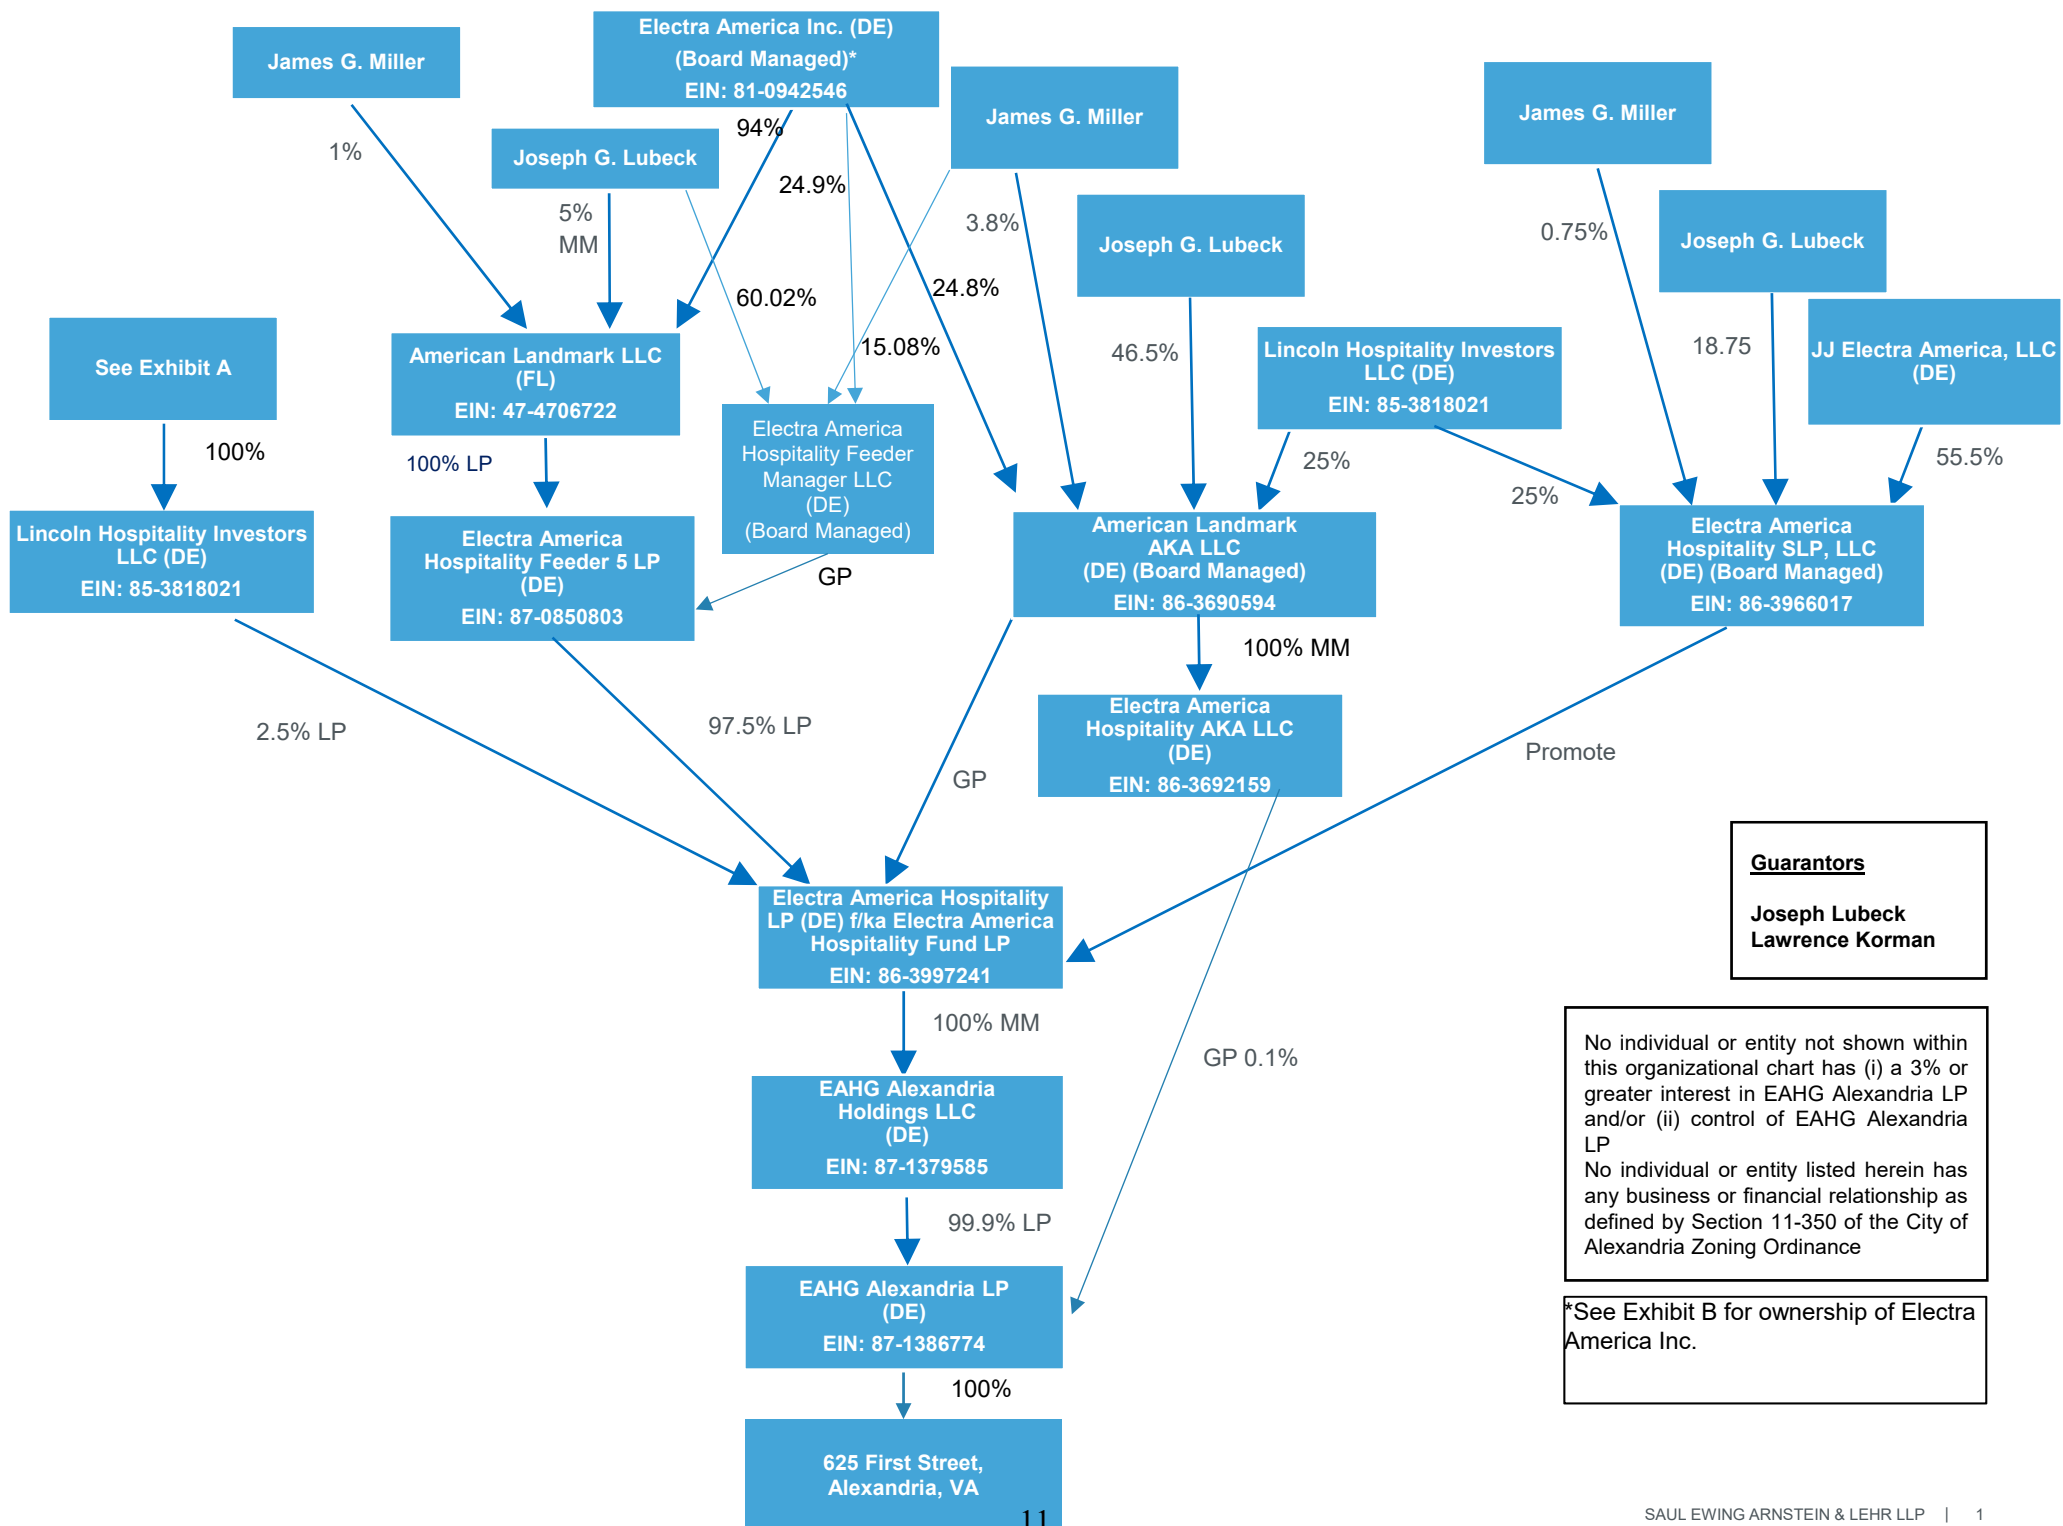 James G. Miller
Electra America Inc. (DE)
(Board Managed)*
EIN: 81-0942546
James G. Miller
James G. Miller
1%
Joseph G. Lubeck
94%
24.9%
5%
MM
3.8%
Joseph G. Lubeck
0.75%
Joseph G. Lubeck
60.02%
24.8%
15.08%
46.5%
18.75
See Exhibit A
American Landmark LLC
(FL)
EIN: 47-4706722
Lincoln Hospitality Investors
LLC (DE)
EIN: 85-3818021
JJ Electra America, LLC
(DE)
100%
100% LP
Electra America
Hospitality Feeder
Manager LLC
(DE)
(Board Managed)
25%
25%
55.5%
Lincoln Hospitality Investors
LLC (DE)
EIN: 85-3818021
Electra America
Hospitality Feeder 5 LP
(DE)
EIN: 87-0850803
GP
American Landmark
AKA LLC
(DE) (Board Managed)
EIN: 86-3690594
Electra America
Hospitality SLP, LLC
(DE) (Board Managed)
EIN: 86-3966017
100% MM
2.5% LP
97.5% LP
GP
Electra America
Hospitality AKA LLC
(DE)
EIN: 86-3692159
Promote
Electra America Hospitality
LP (DE) f/ka Electra America
Hospitality Fund LP
EIN: 86-3997241
Guarantors
Joseph Lubeck
Lawrence Korman
100% MM
GP 0.1%
No individual or entity not shown within
this organizational chart has (i) a 3% or
greater interest in EAHG Alexandria LP
and/or (ii) control of EAHG Alexandria
LP
No individual or entity listed herein has
any business or financial relationship as
defined by Section 11-350 of the City of
Alexandria Zoning Ordinance
EAHG Alexandria
Holdings LLC
(DE)
EIN: 87-1379585
99.9% LP
EAHG Alexandria LP
(DE)
EIN: 87-1386774
*See Exhibit B for ownership of Electra
America Inc.
100%
625 First Street,
Alexandria, VA
11
SAUL EWING ARNSTEIN & LEHR LLP | 1